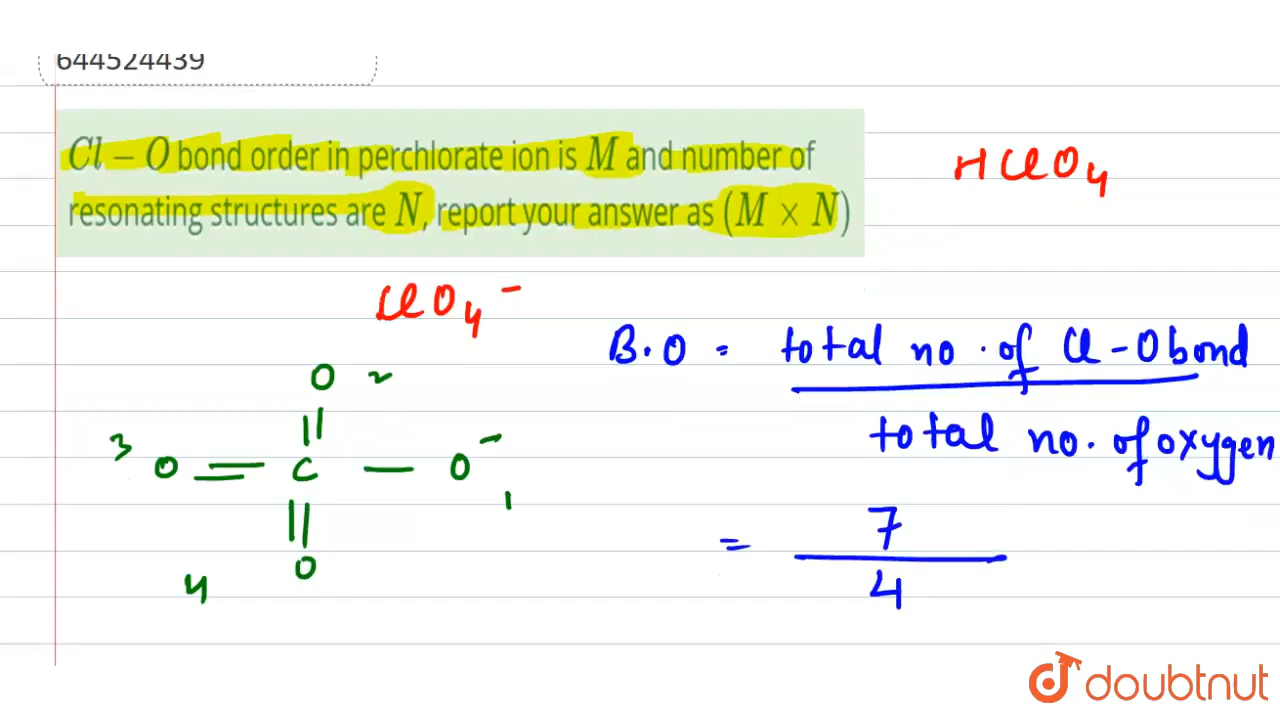 644524439
Cl – O bond order in perchlorate ion is M and number of
resonating structures are N, report your answer as (M × N)
HClO4
ClO4 -
B.O = total no. of Cl-O bond
total no. of oxygen
= 7
4
O 2
||
3 O = C — O -
1
||
O
4
doubtnut